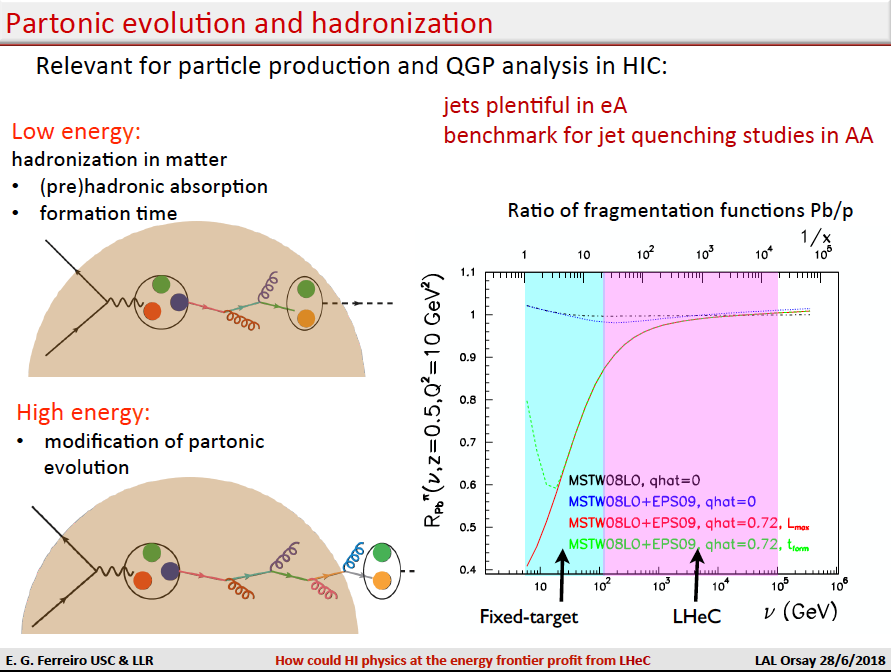 Partonic evolution and hadronization
Relevant for particle production and QGP analysis in HIC:
jets plentiful in eA
benchmark for jet quenching studies in AA
Low energy:
hadronization in matter
• (pre)hadronic absorption
• formation time
High energy:
• modification of partonic
evolution
Ratio of fragmentation functions Pb/p
1/x
1 10 10² 10³ 10⁴ 10⁵
1.1
1
0.9
0.8
0.7
0.6
0.5
0.4
R_Pb^π(ν,z=0.5,Q²=10 GeV²)
MSTW08LO, qhat=0
MSTW08LO+EPS09, qhat=0
MSTW08LO+EPS09, qhat=0.72, L_max
MSTW08LO+EPS09, qhat=0.72, t_form
10 10² 10³ 10⁴ 10⁵ 10⁶
Fixed-target LHeC ν (GeV)
E. G. Ferreiro USC & LLR How could HI physics at the energy frontier profit from LHeC LAL Orsay 28/6/2018